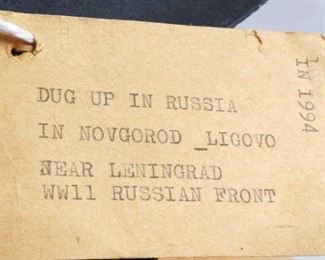 DUG UP IN RUSSIA
IN NOVGOROD _LIGOVO
NEAR LENINGRAD
WW11 RUSSIAN FRONT
IN 1994